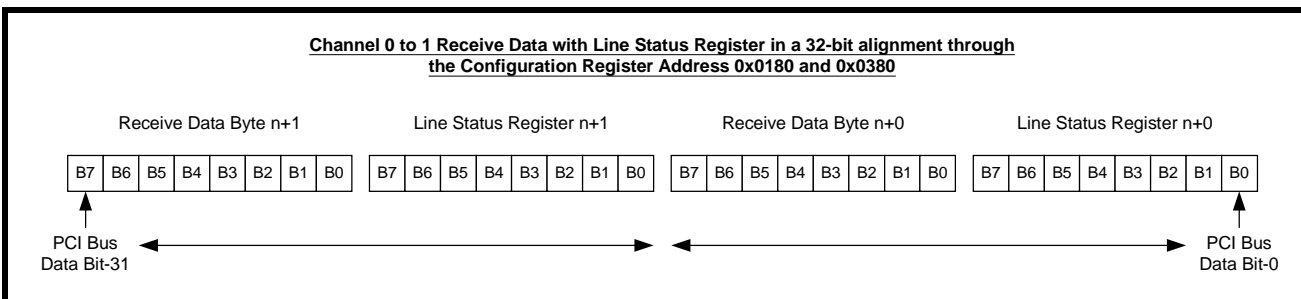 Channel 0 to 1 Receive Data with Line Status Register in a 32-bit alignment through
the Configuration Register Address 0x0180 and 0x0380
Receive Data Byte n+1 Line Status Register n+1 Receive Data Byte n+0 Line Status Register n+0
B7 B6 B5 B4 B3 B2 B1 B0 B7 B6 B5 B4 B3 B2 B1 B0 B7 B6 B5 B4 B3 B2 B1 B0 B7 B6 B5 B4 B3 B2 B1 B0
PCI Bus PCI Bus
Data Bit-31 Data Bit-0